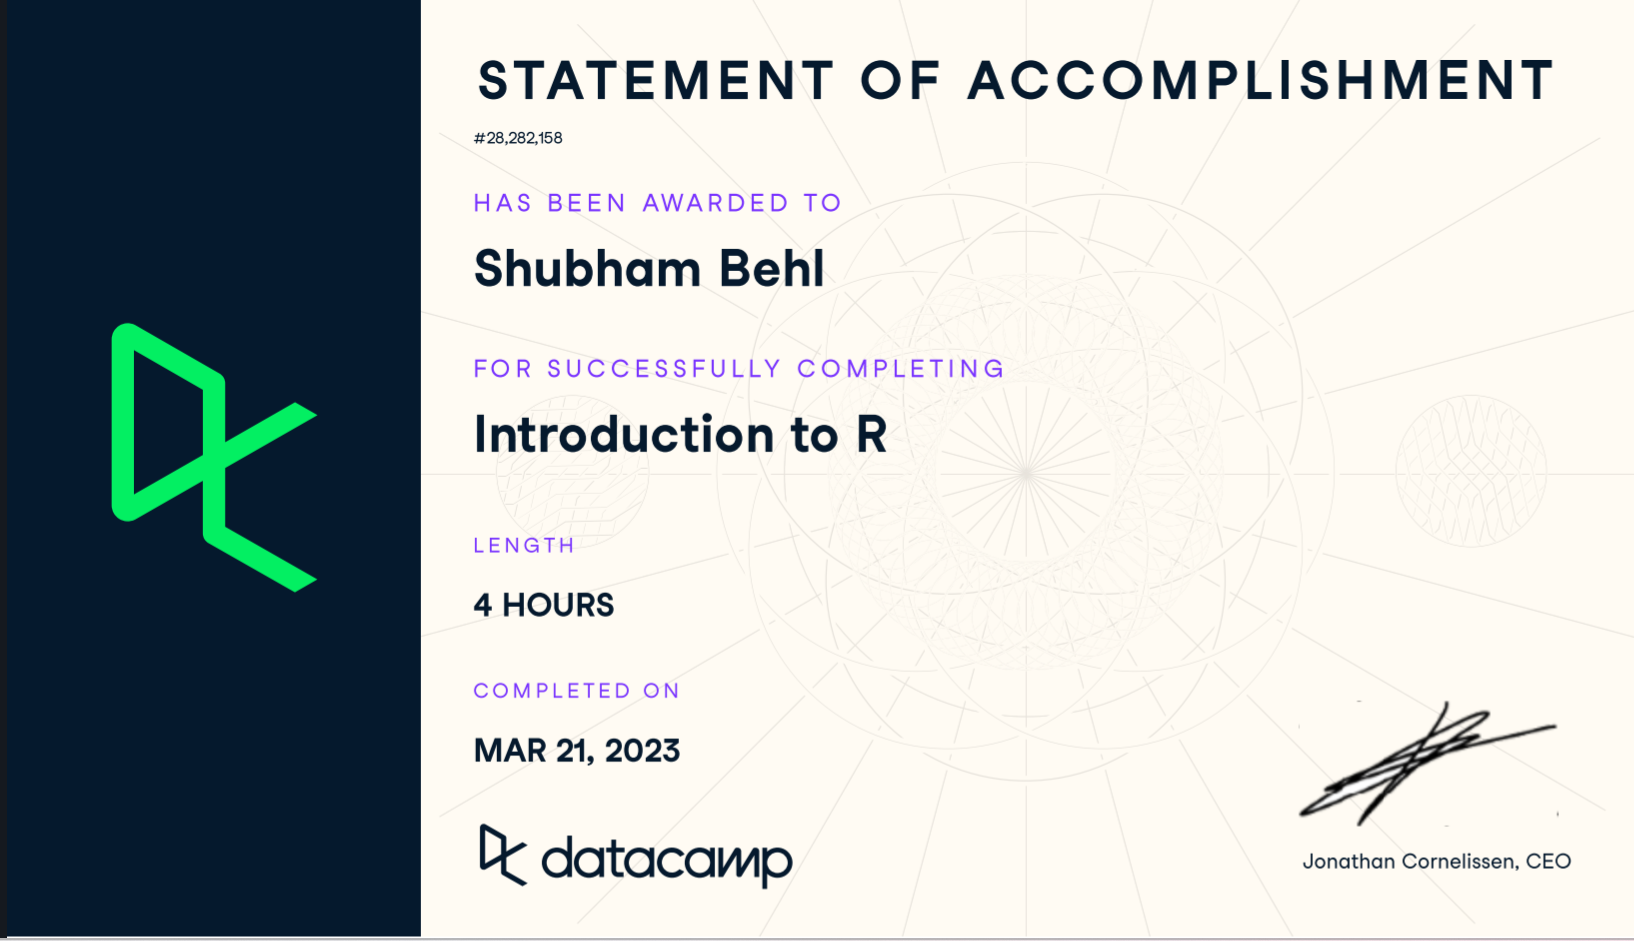 STATEMENT OF ACCOMPLISHMENT
#28,282,158
HAS BEEN AWARDED TO
Shubham Behl
FOR SUCCESSFULLY COMPLETING
Introduction to R
LENGTH
4 HOURS
COMPLETED ON
MAR 21, 2023
datacamp
Jonathan Cornelissen, CEO